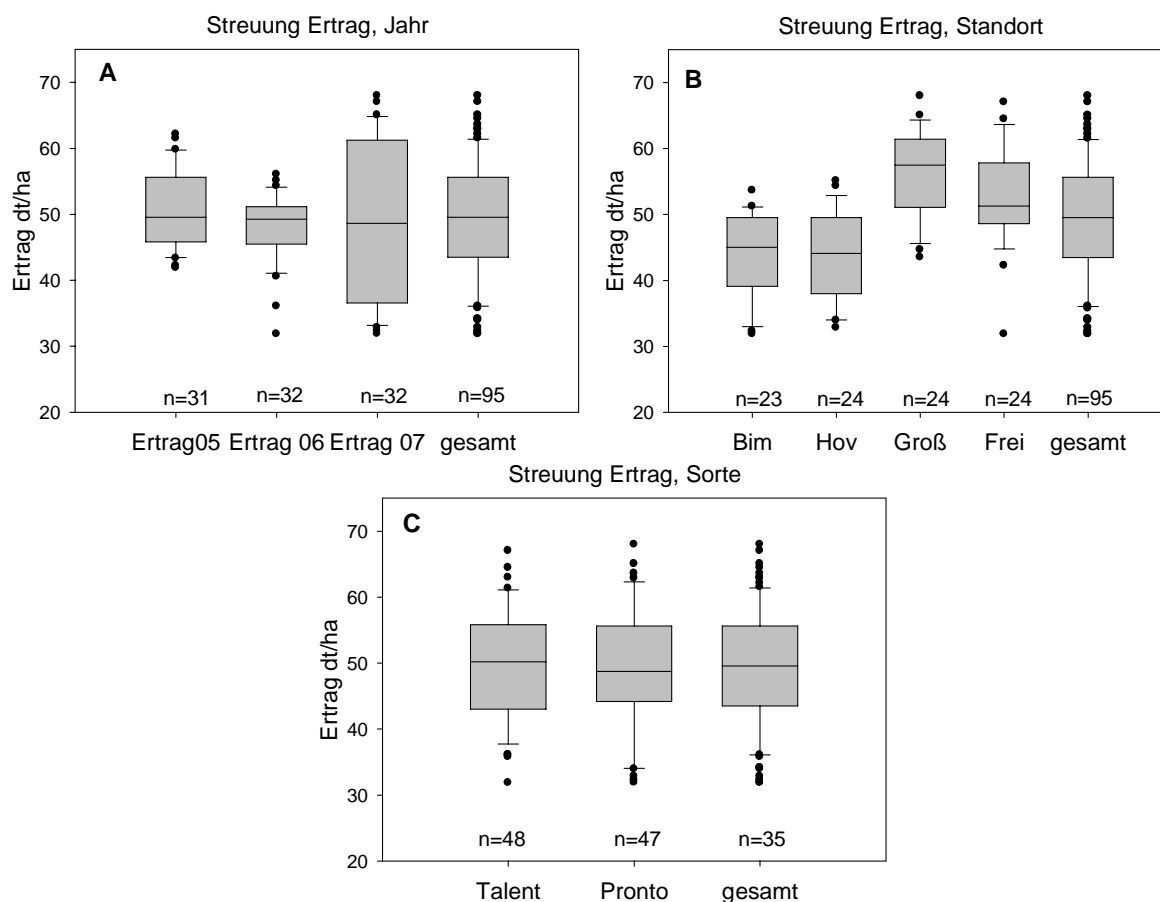 Streuung Ertrag, Jahr
A
Ertrag dt/ha
70
60
50
40
30
20
n=31 n=32 n=32 n=95
Ertrag05 Ertrag 06 Ertrag 07 gesamt
Streuung Ertrag, Standort
B
Ertrag dt/ha
70
60
50
40
30
20
n=23 n=24 n=24 n=24 n=95
Bim Hov Groß Frei gesamt
Streuung Ertrag, Sorte
C
Ertrag dt/ha
70
60
50
40
30
20
n=48 n=47 n=35
Talent Pronto gesamt